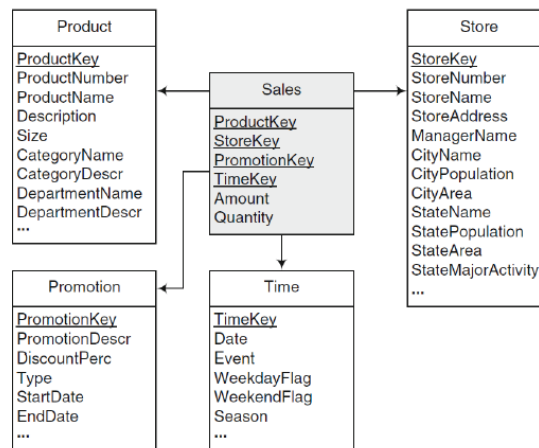 Product
ProductKey
ProductNumber
ProductName
Description
Size
CategoryName
CategoryDescr
DepartmentName
DepartmentDescr
...
Sales
ProductKey
StoreKey
PromotionKey
TimeKey
Amount
Quantity
Store
StoreKey
StoreNumber
StoreName
StoreAddress
ManagerName
CityName
CityPopulation
CityArea
StateName
StatePopulation
StateArea
StateMajorActivity
...
Promotion
PromotionKey
PromotionDescr
DiscountPerc
Type
StartDate
EndDate
...
Time
TimeKey
Date
Event
WeekdayFlag
WeekendFlag
Season
...